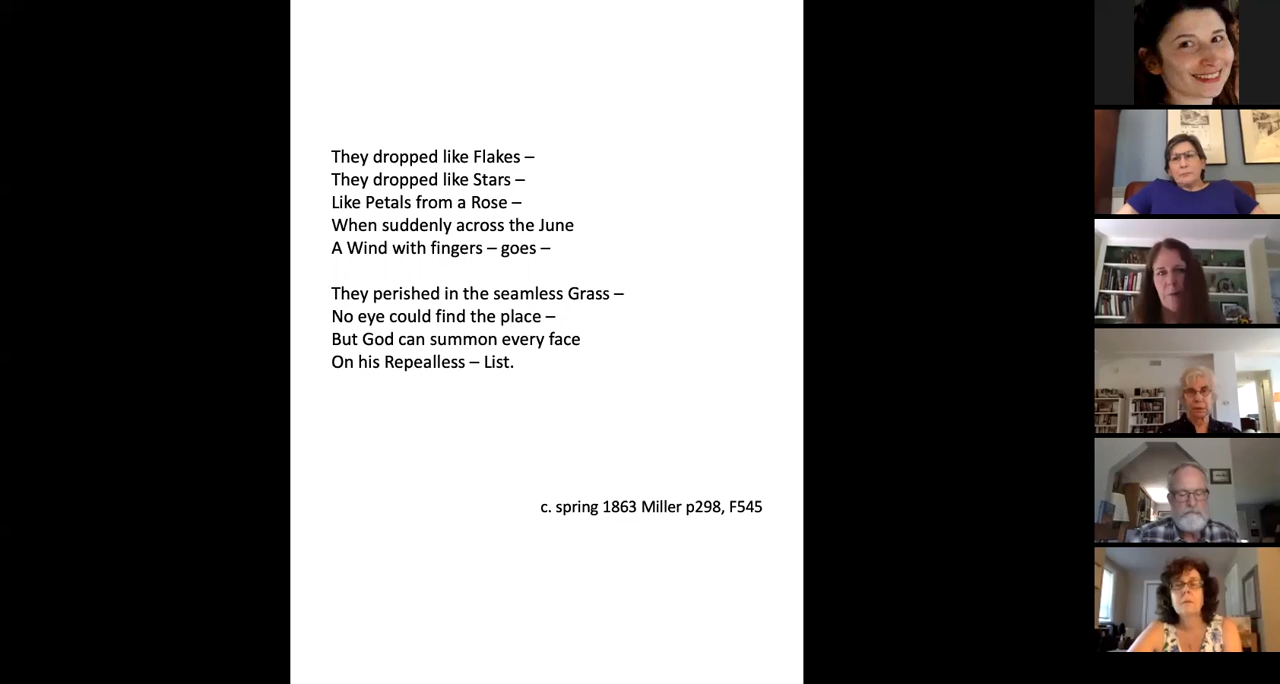 They dropped like Flakes –
They dropped like Stars –
Like Petals from a Rose –
When suddenly across the June
A Wind with fingers – goes –
They perished in the seamless Grass –
No eye could find the place –
But God can summon every face
On his Repealless – List.
c. spring 1863 Miller p298, F545